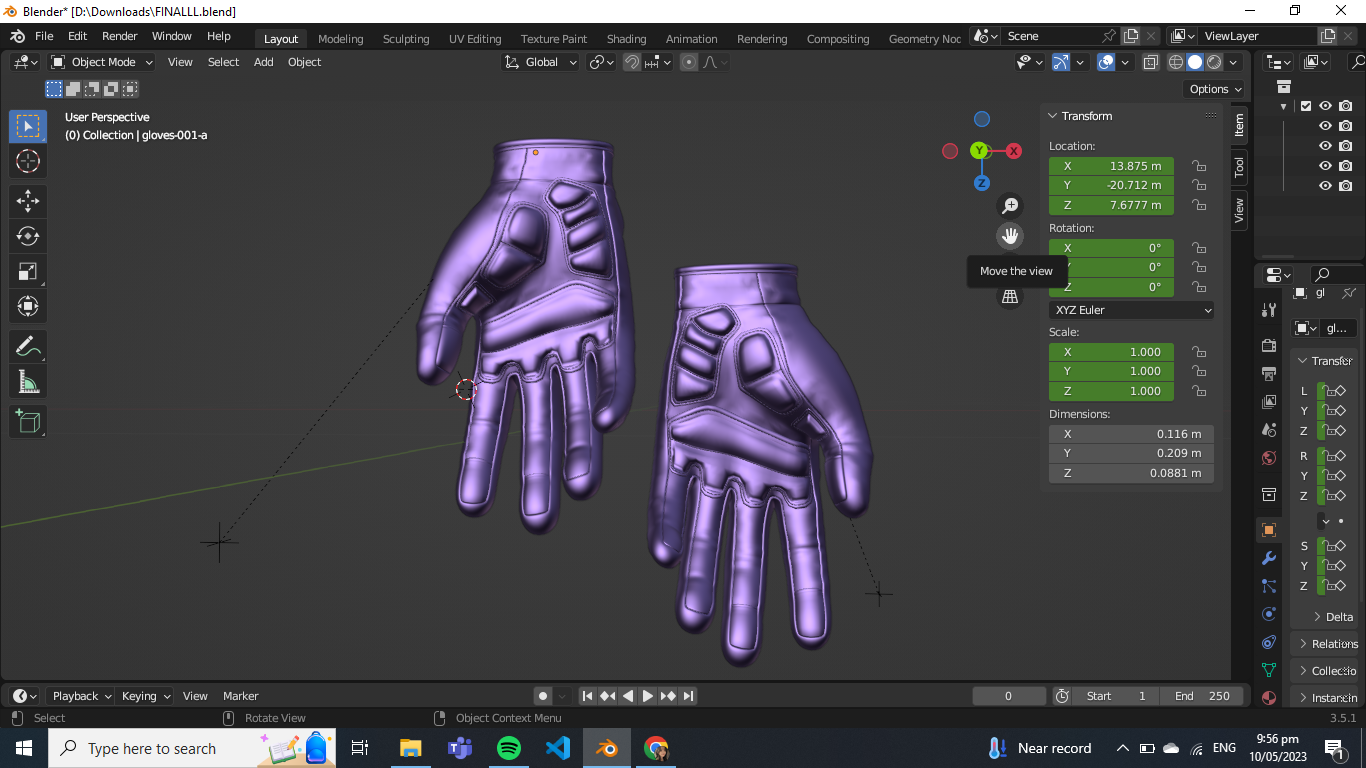 Blender* [D:\Downloads\FINALLL.blend]
File Edit Render Window Help Layout Modeling Sculpting UV Editing Texture Paint Shading Animation Rendering Compositing Geometry Noc Scene ViewLayer
Object Mode View Select Add Object Global
Options
User Perspective
(0) Collection | gloves-001-a
Transform
Location:
X 13.875 m
Y -20.712 m
Z 7.6777 m
Rotation:
X 0°
0°
Z 0°
XYZ Euler
Scale:
X 1.000
Y 1.000
Z 1.000
Dimensions:
X 0.116 m
Y 0.209 m
Z 0.0881 m
Item
Tool
View
Y X
Z
Move the view
gl
gl...
Transfor
L
Y
Z
R
Y
Z
S
Y
Z
Delta
Relations
Collectio
Instancin
Playback Keying View Marker 0 Start 1 End 250
Select Rotate View Object Context Menu 3.5.1
Type here to search Near record ENG 9:56 pm
10/05/2023
1